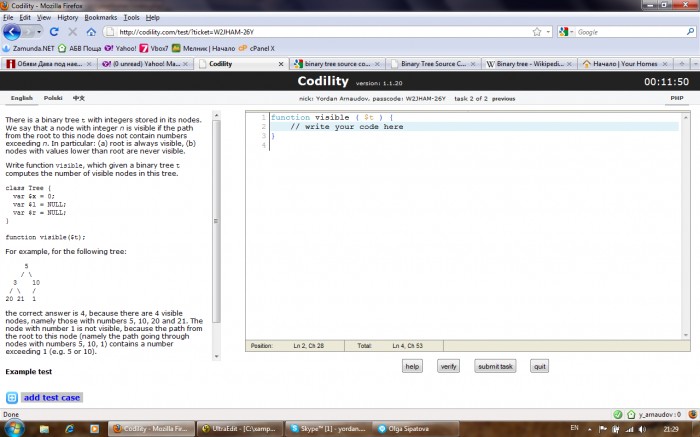 Codility - Mozilla Firefox
File Edit View History Bookmarks Tools Help
http://codility.com/test/?ticket=W2JHAM-26Y
Google
Zamunda.NET АБВ Поща Yahoo! Vbox7 Мелник | Начало cPanel X
Обяви Дава под нае... (0 unread) Yahoo! Ma... Codility binary tree source co... Binary Tree Source C... Binary tree - Wikipedi... Начало | Your Homes
Codility version: 1.1.20
00:11:50
English Polski 中文
nick: Yordan Arnaudov, passcode: W2JHAM-26Y task 2 of 2 previous
PHP
There is a binary tree t with integers stored in its nodes.
We say that a node with integer n is visible if the path
from the root to this node does not contain numbers
exceeding n. In particular: (a) root is always visible, (b)
nodes with values lower than root are never visible.
Write function visible, which given a binary tree t
computes the number of visible nodes in this tree.
class Tree {
var $x = 0;
var $l = NULL;
var $r = NULL;
}
function visible($t);
For example, for the following tree:
5
/ \
3 10
/ \ /
20 21 1
the correct answer is 4, because there are 4 visible
nodes, namely those with numbers 5, 10, 20 and 21. The
node with number 1 is not visible, because the path from
the root to this node (namely the path going through
nodes with numbers 5, 10, 1) contains a number
exceeding 1 (e.g. 5 or 10).
Example test
add test case
1 function visible ( $t ) {
2 // write your code here
3 }
4
Position: Ln 2, Ch 28 Total: Ln 4, Ch 53
help verify submit task quit
Done
y_arnaudov: 0
Codility - Mozilla Fir... UltraEdit - [C:\xamp... Skype™ [1] - yordan.... Olga Sipatova
EN
21:29